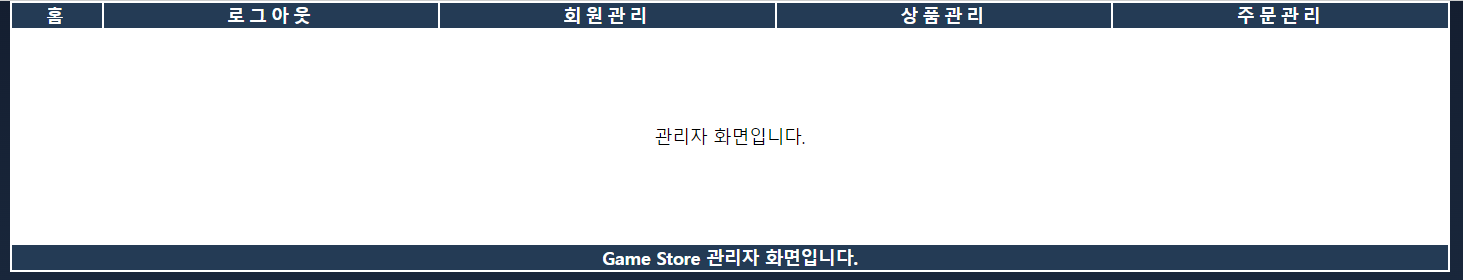 홈 로 그 아 웃 회 원 관 리 상 품 관 리 주 문 관 리
관리자 화면입니다.
Game Store 관리자 화면입니다.